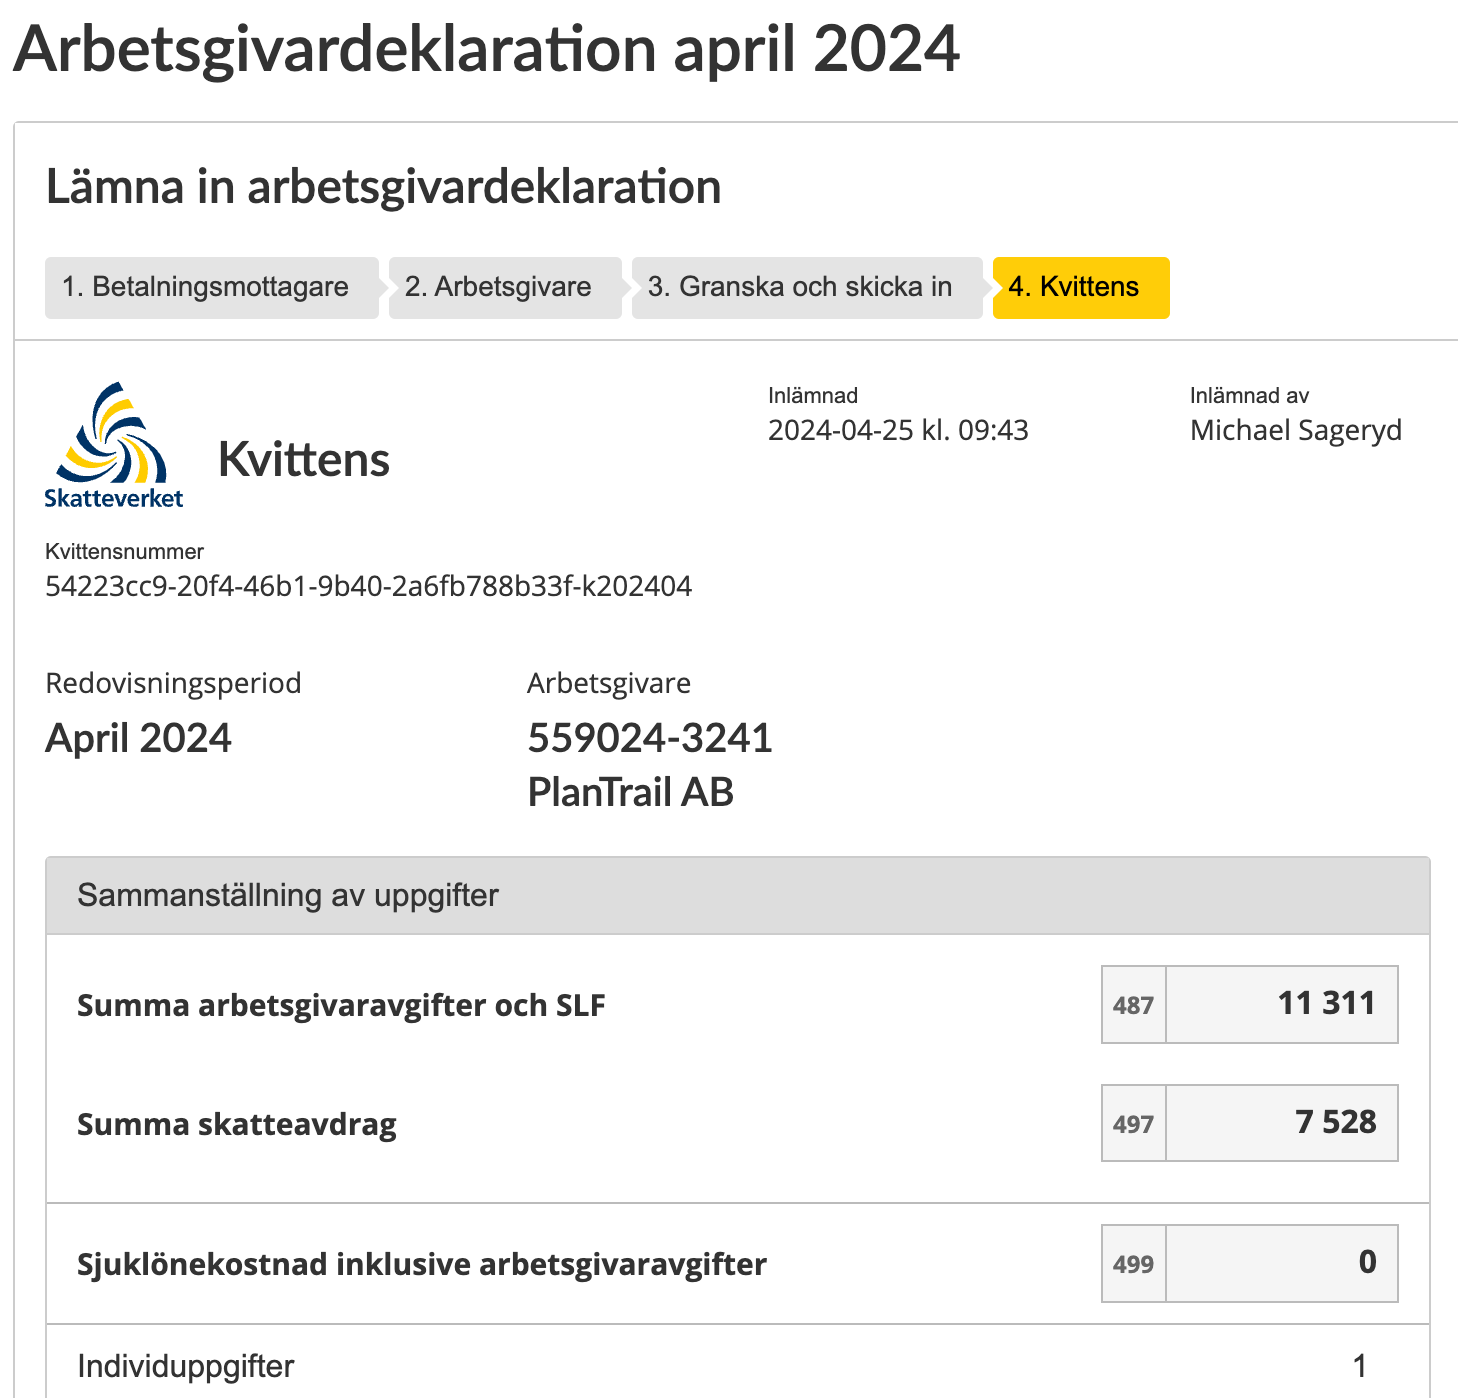 Arbetsgivardeklaration april 2024
Lämna in arbetsgivardeklaration
1. Betalningsmottagare
2. Arbetsgivare
3. Granska och skicka in
4. Kvittens
Skatteverket
Kvittens
Inlämnad
2024-04-25 kl. 09:43
Inlämnad av
Michael Sageryd
Kvittensnummer
54223cc9-20f4-46b1-9b40-2a6fb788b33f-k202404
Redovisningsperiod
April 2024
Arbetsgivare
559024-3241
PlanTrail AB
Sammanställning av uppgifter
Summa arbetsgivaravgifter och SLF 487 11 311
Summa skatteavdrag 497 7 528
Sjuklönekostnad inklusive arbetsgivaravgifter 499 0
Individuppgifter 1